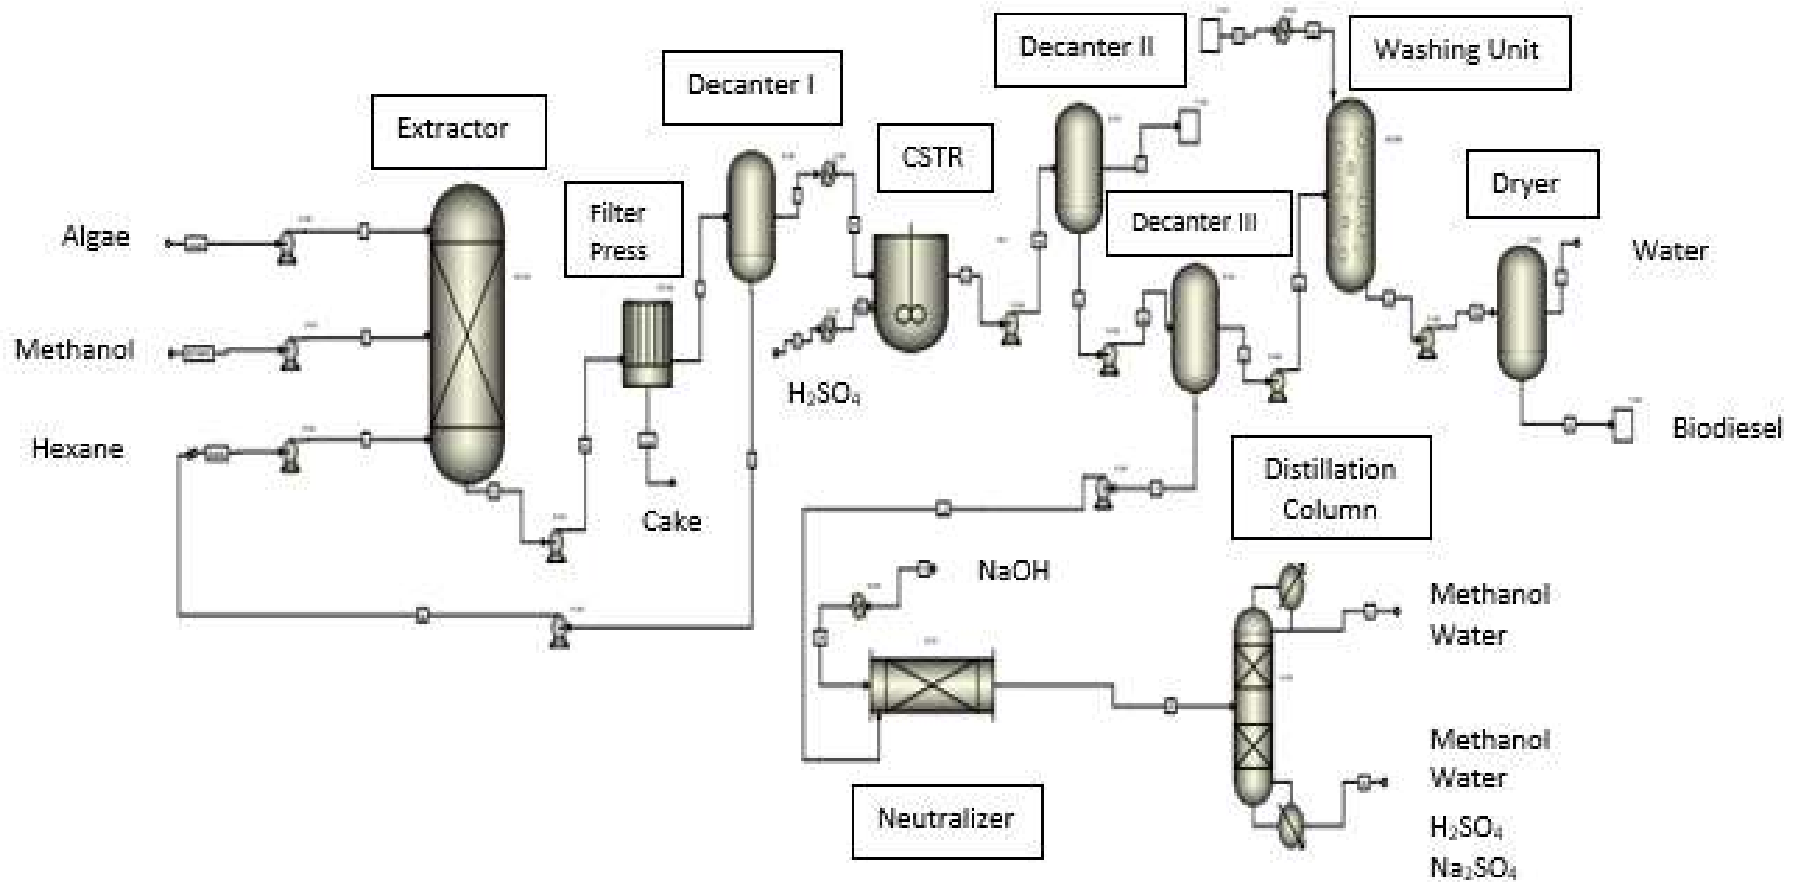 Decanter II
Washing Unit
Decanter I
Extractor
CSTR
Dryer
Filter
Press
Decanter III
Algae
Water
Methanol
H₂SO₄
Biodiesel
Hexane
Distillation
Column
Cake
NaOH
Methanol
Water
Methanol
Water
Neutralizer
H₂SO₄
Na₂SO₄